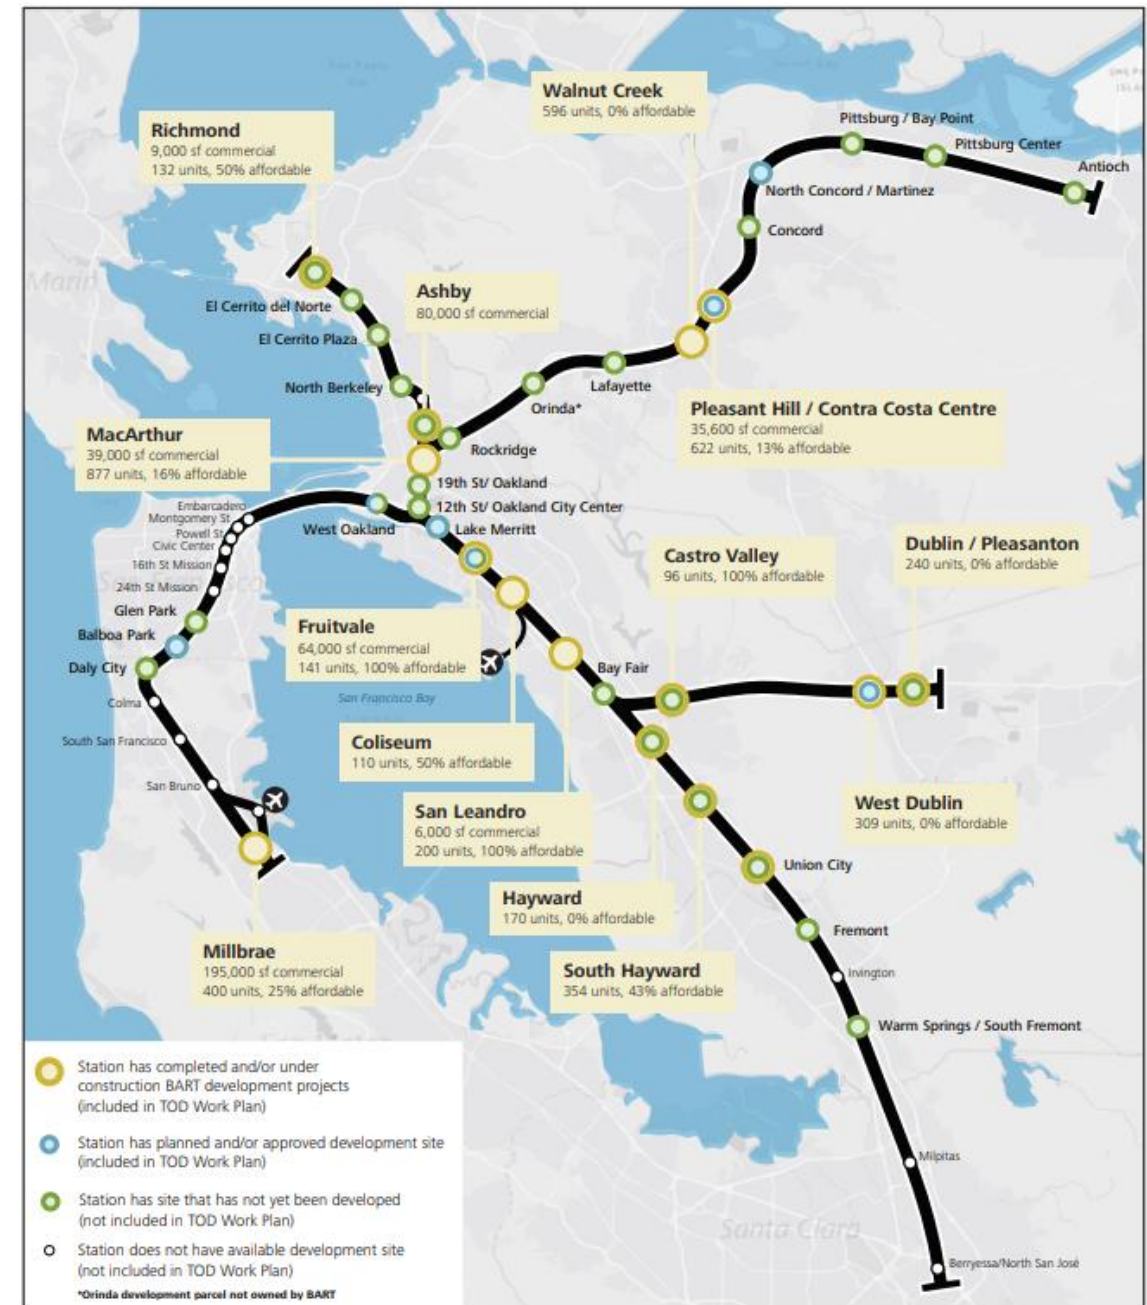 Walnut Creek
596 units, 0% affordable
Richmond
9,000 sf commercial
132 units, 50% affordable
Pittsburg / Bay Point
Pittsburg Center
Antioch
North Concord / Martinez
Concord
Marin
Ashby
80,000 sf commercial
El Cerrito del Norte
El Cerrito Plaza
North Berkeley
Lafayette
Orinda*
Pleasant Hill / Contra Costa Centre
35,600 sf commercial
622 units, 13% affordable
MacArthur
39,000 sf commercial
877 units, 16% affordable
Rockridge
19th St/ Oakland
12th St/ Oakland City Center
Embarcadero
Montgomery St
Powell St
Civic Center
16th St Mission
24th St Mission
West Oakland
Lake Merritt
Glen Park
Balboa Park
Daly City
Colma
South San Francisco
San Bruno
Castro Valley
96 units, 100% affordable
Dublin / Pleasanton
240 units, 0% affordable
Fruitvale
64,000 sf commercial
141 units, 100% affordable
Bay Fair
San Francisco Bay
Coliseum
110 units, 50% affordable
San Leandro
6,000 sf commercial
200 units, 100% affordable
West Dublin
309 units, 0% affordable
Union City
Hayward
170 units, 0% affordable
Fremont
Millbrae
195,000 sf commercial
400 units, 25% affordable
South Hayward
354 units, 43% affordable
Irvington
Warm Springs / South Fremont
Milpitas
Santa Clara
Berryessa/North San José
Station has completed and/or under
construction BART development projects
(included in TOD Work Plan)
Station has planned and/or approved development site
(included in TOD Work Plan)
Station has site that has not yet been developed
(not included in TOD Work Plan)
Station does not have available development site
(not included in TOD Work Plan)
*Orinda development parcel not owned by BART